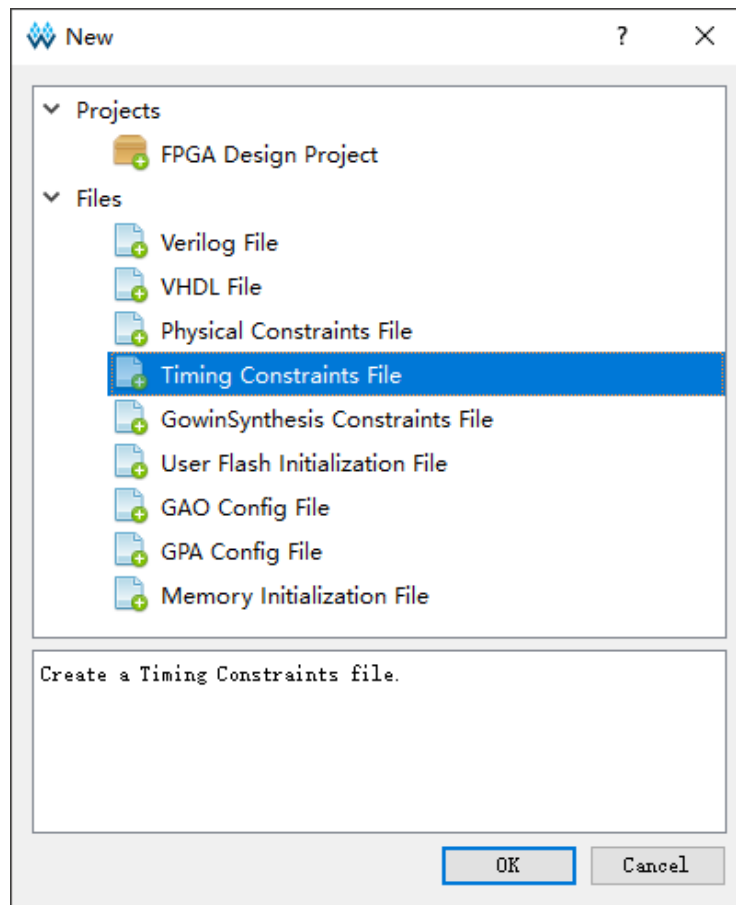 New
?
Projects
FPGA Design Project
Files
Verilog File
VHDL File
Physical Constraints File
Timing Constraints File
GowinSynthesis Constraints File
User Flash Initialization File
GAO Config File
GPA Config File
Memory Initialization File
Create a Timing Constraints file.
OK
Cancel